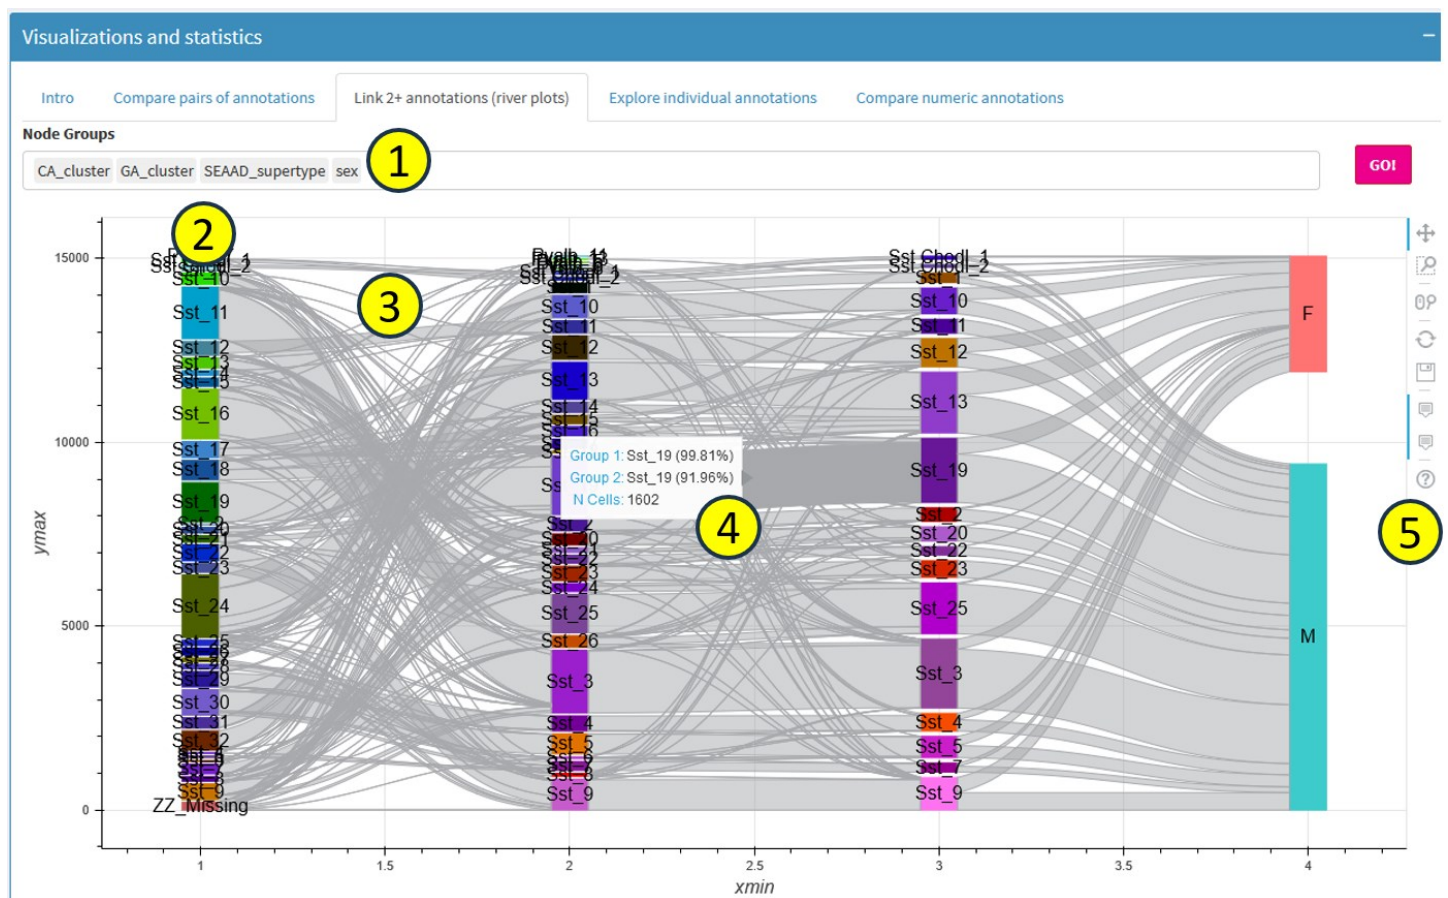 Visualizations and statistics
Intro
Compare pairs of annotations
Link 2+ annotations (river plots)
Explore individual annotations
Compare numeric annotations
Node Groups
CA_cluster GA_cluster SEAAD_supertype sex
1
GO!
2
3
4
5
15000
10000
5000
0
ymax
Sst_10
Sst_11
Sst_12
Sst_13
Sst_15
Sst_16
Sst_17
Sst_18
Sst_19
Sst_20
Sst_22
Sst_23
Sst_24
Sst_25
Sst_28
Sst_29
Sst_30
Sst_31
Sst_32
Sst_9
ZZ_Missing
Sst_10
Sst_11
Sst_12
Sst_13
Sst_14
Sst_15
Sst_16
Group 1: Sst_19 (99.81%)
Group 2: Sst_19 (91.96%)
N Cells: 1602
Sst_2
Sst_20
Sst_21
Sst_22
Sst_23
Sst_24
Sst_25
Sst_26
Sst_3
Sst_4
Sst_5
Sst_9
Sst Chodl_1
Sst Chodl_2
Sst_1
Sst_10
Sst_11
Sst_12
Sst_13
Sst_19
Sst_2
Sst_20
Sst_22
Sst_23
Sst_25
Sst_3
Sst_4
Sst_5
Sst_7
Sst_9
F
M
1
1.5
2
2.5
3
3.5
4
xmin